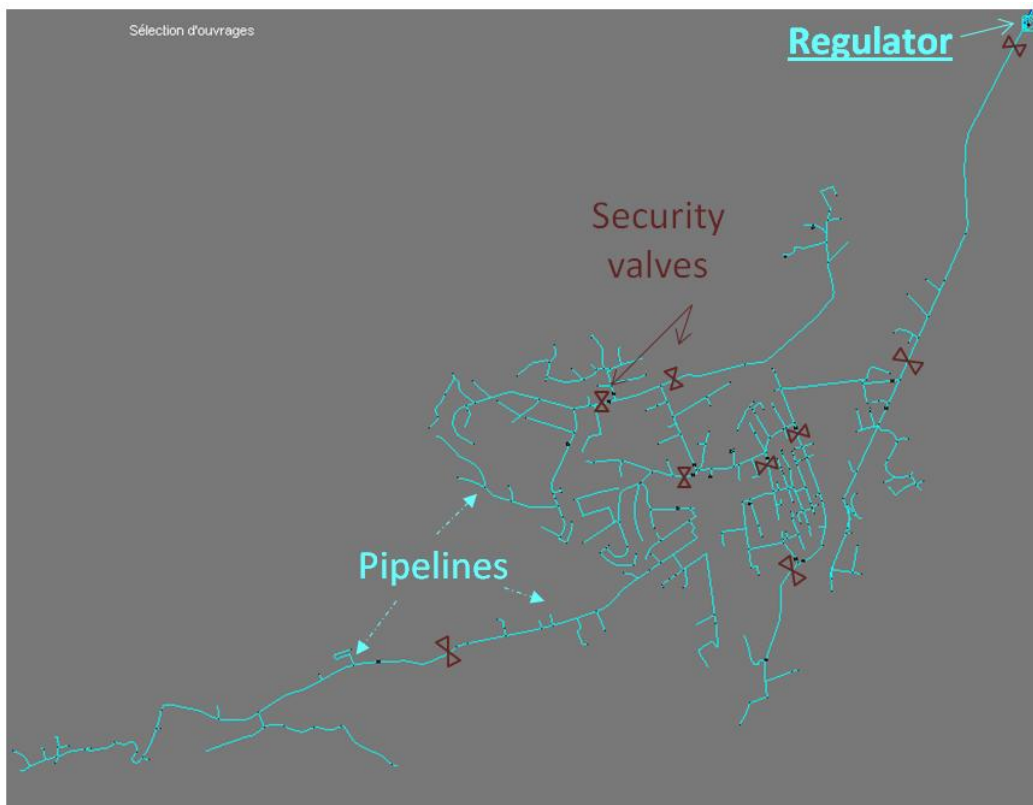 Sélection d'ouvrages
Regulator
Security
valves
Pipelines